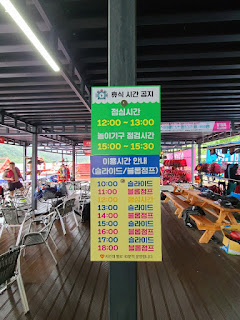 휴식 시간 공지
점심시간
12:00 ~ 13:00
놀이기구 점검시간
15:00 ~ 15:30
이용시간 안내
(슬라이드/블롭점프)
10:00 슬라이드
11:00 블롭점프
12:00 점심시간
13:00 슬라이드
14:00 블롭점프
15:00 슬라이드
16:00 블롭점프
17:00 슬라이드
18:00 블롭점프